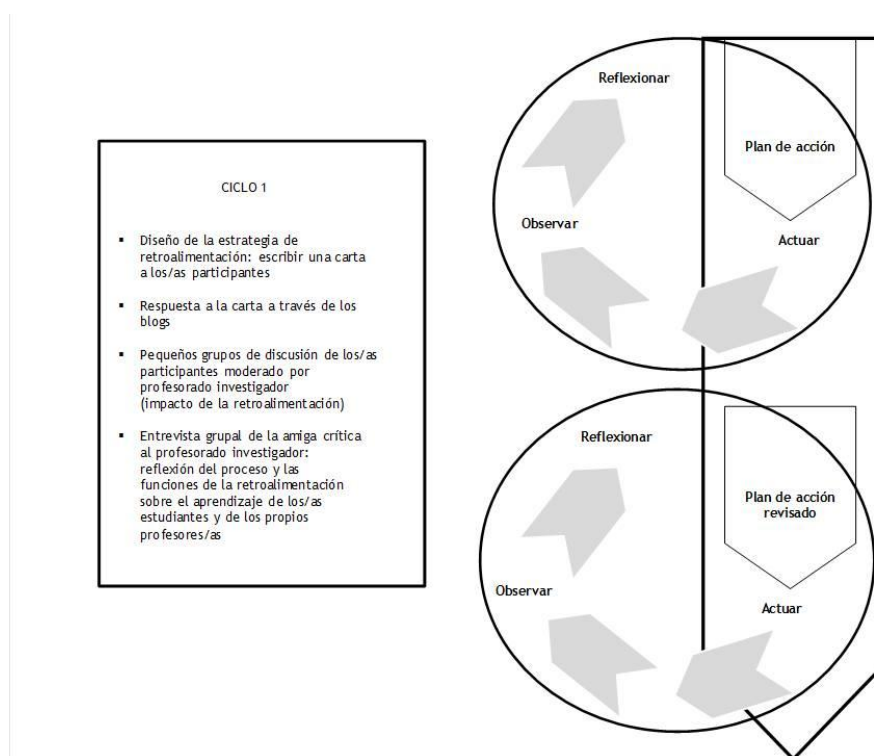 CICLO 1
▪ Diseño de la estrategia de
retroalimentación: escribir una carta
a los/as participantes
▪ Respuesta a la carta a través de los
blogs
▪ Pequeños grupos de discusión de los/as
participantes moderado por
profesorado investigador
(impacto de la retroalimentación)
▪ Entrevista grupal de la amiga crítica
al profesorado investigador:
reflexión del proceso y las
funciones de la retroalimentación
sobre el aprendizaje de los/as
estudiantes y de los propios
profesores/as
Reflexionar
Plan de acción
Observar
Actuar
Reflexionar
Plan de acción
revisado
Observar
Actuar